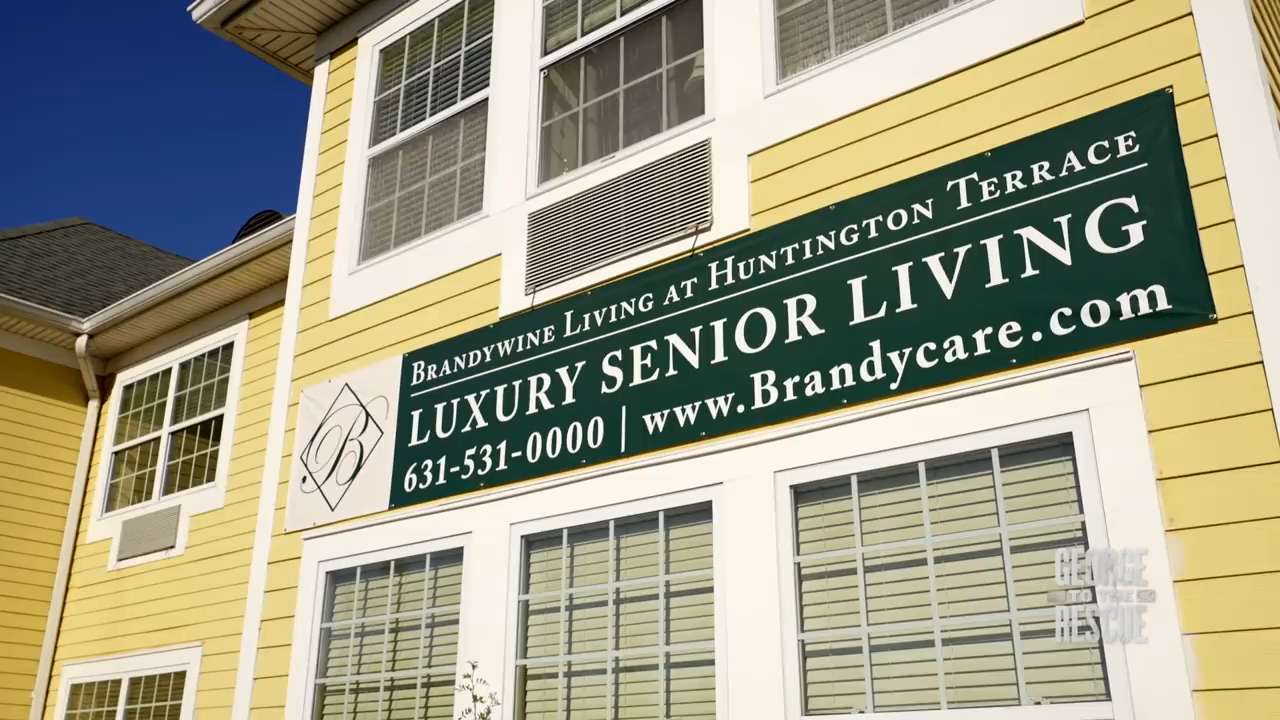 BRANDYWINE LIVING AT HUNTINGTON TERRACE
LUXURY SENIOR LIVING
631-531-0000 | www.Brandycare.com
B
GEORGE
TO THE
RESCUE